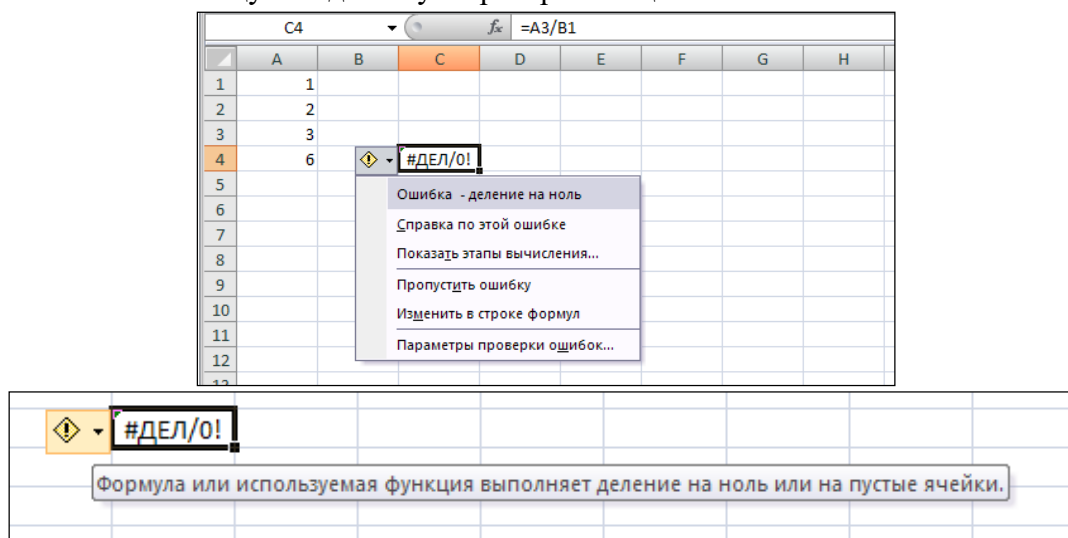 C4 fx =A3/B1
A B C D E F G H
1 1
2 2
3 3
4 6 #ДЕЛ/0!
5 Ошибка - деление на ноль
6 Справка по этой ошибке
7
8 Показать этапы вычисления...
9 Пропустить ошибку
10 Изменить в строке формул
11 Параметры проверки ошибок...
12
#ДЕЛ/0!
Формула или используемая функция выполняет деление на ноль или на пустые ячейки.